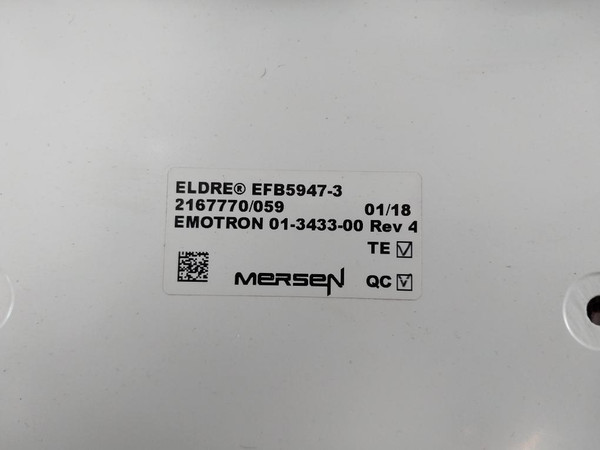 ELDRE® EFB5947-3
2167770/059 01/18
EMOTRON 01-3433-00 Rev 4
TE
MERSEN QC